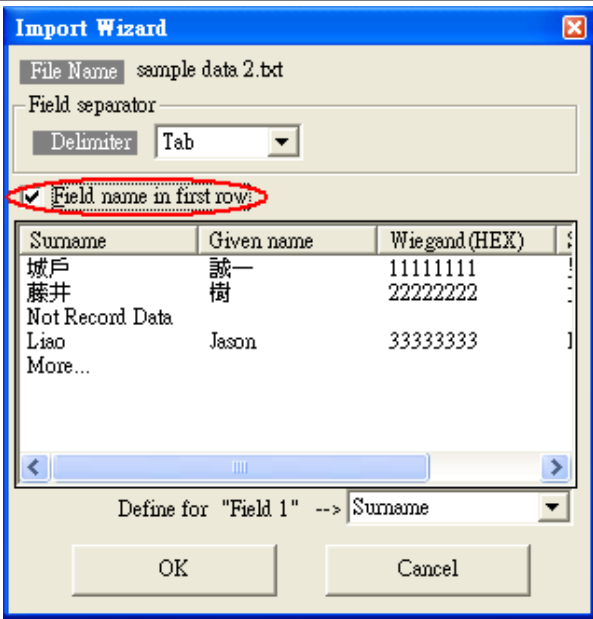 Import Wizard
File Name sample data 2.txt
Field separator
Delimiter Tab
Field name in first row
Surname Given name Wiegand(HEX)
城戶 誠一 11111111
藤井 樹 22222222
Not Record Data
Liao Jason 33333333
More...
Define for "Field 1" --> Surname
OK Cancel